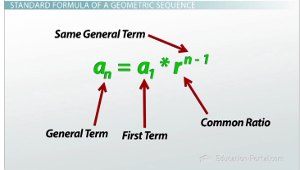 STANDARD FORMULA OF A GEOMETRIC SEQUENCE
Same General Term
aₙ = a₁ * rⁿ ⁻ ¹
General Term
First Term
Common Ratio
Education-Portal.com